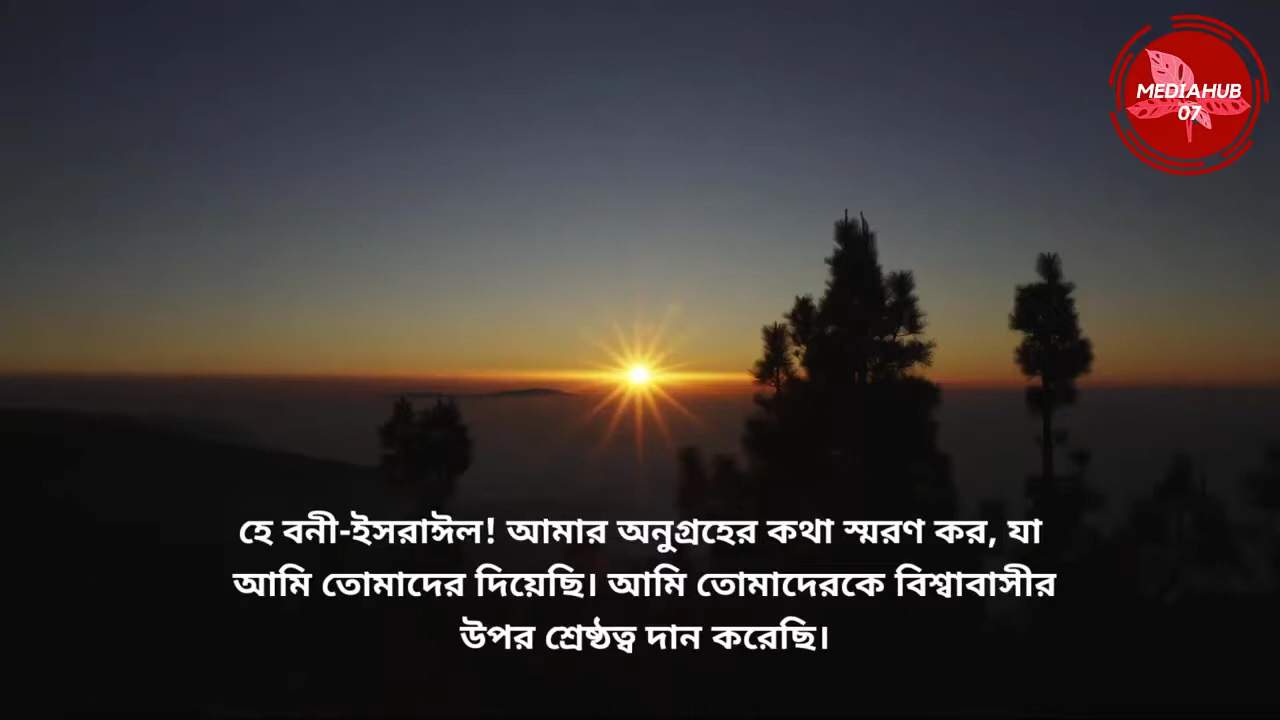 MEDIAHUB
07
হে বনী-ইসরাঈল! আমার অনুগ্রহের কথা স্মরণ কর, যা
আমি তোমাদের দিয়েছি। আমি তোমাদেরকে বিশ্বাবাসীর
উপর শ্রেষ্ঠত্ব দান করেছি।